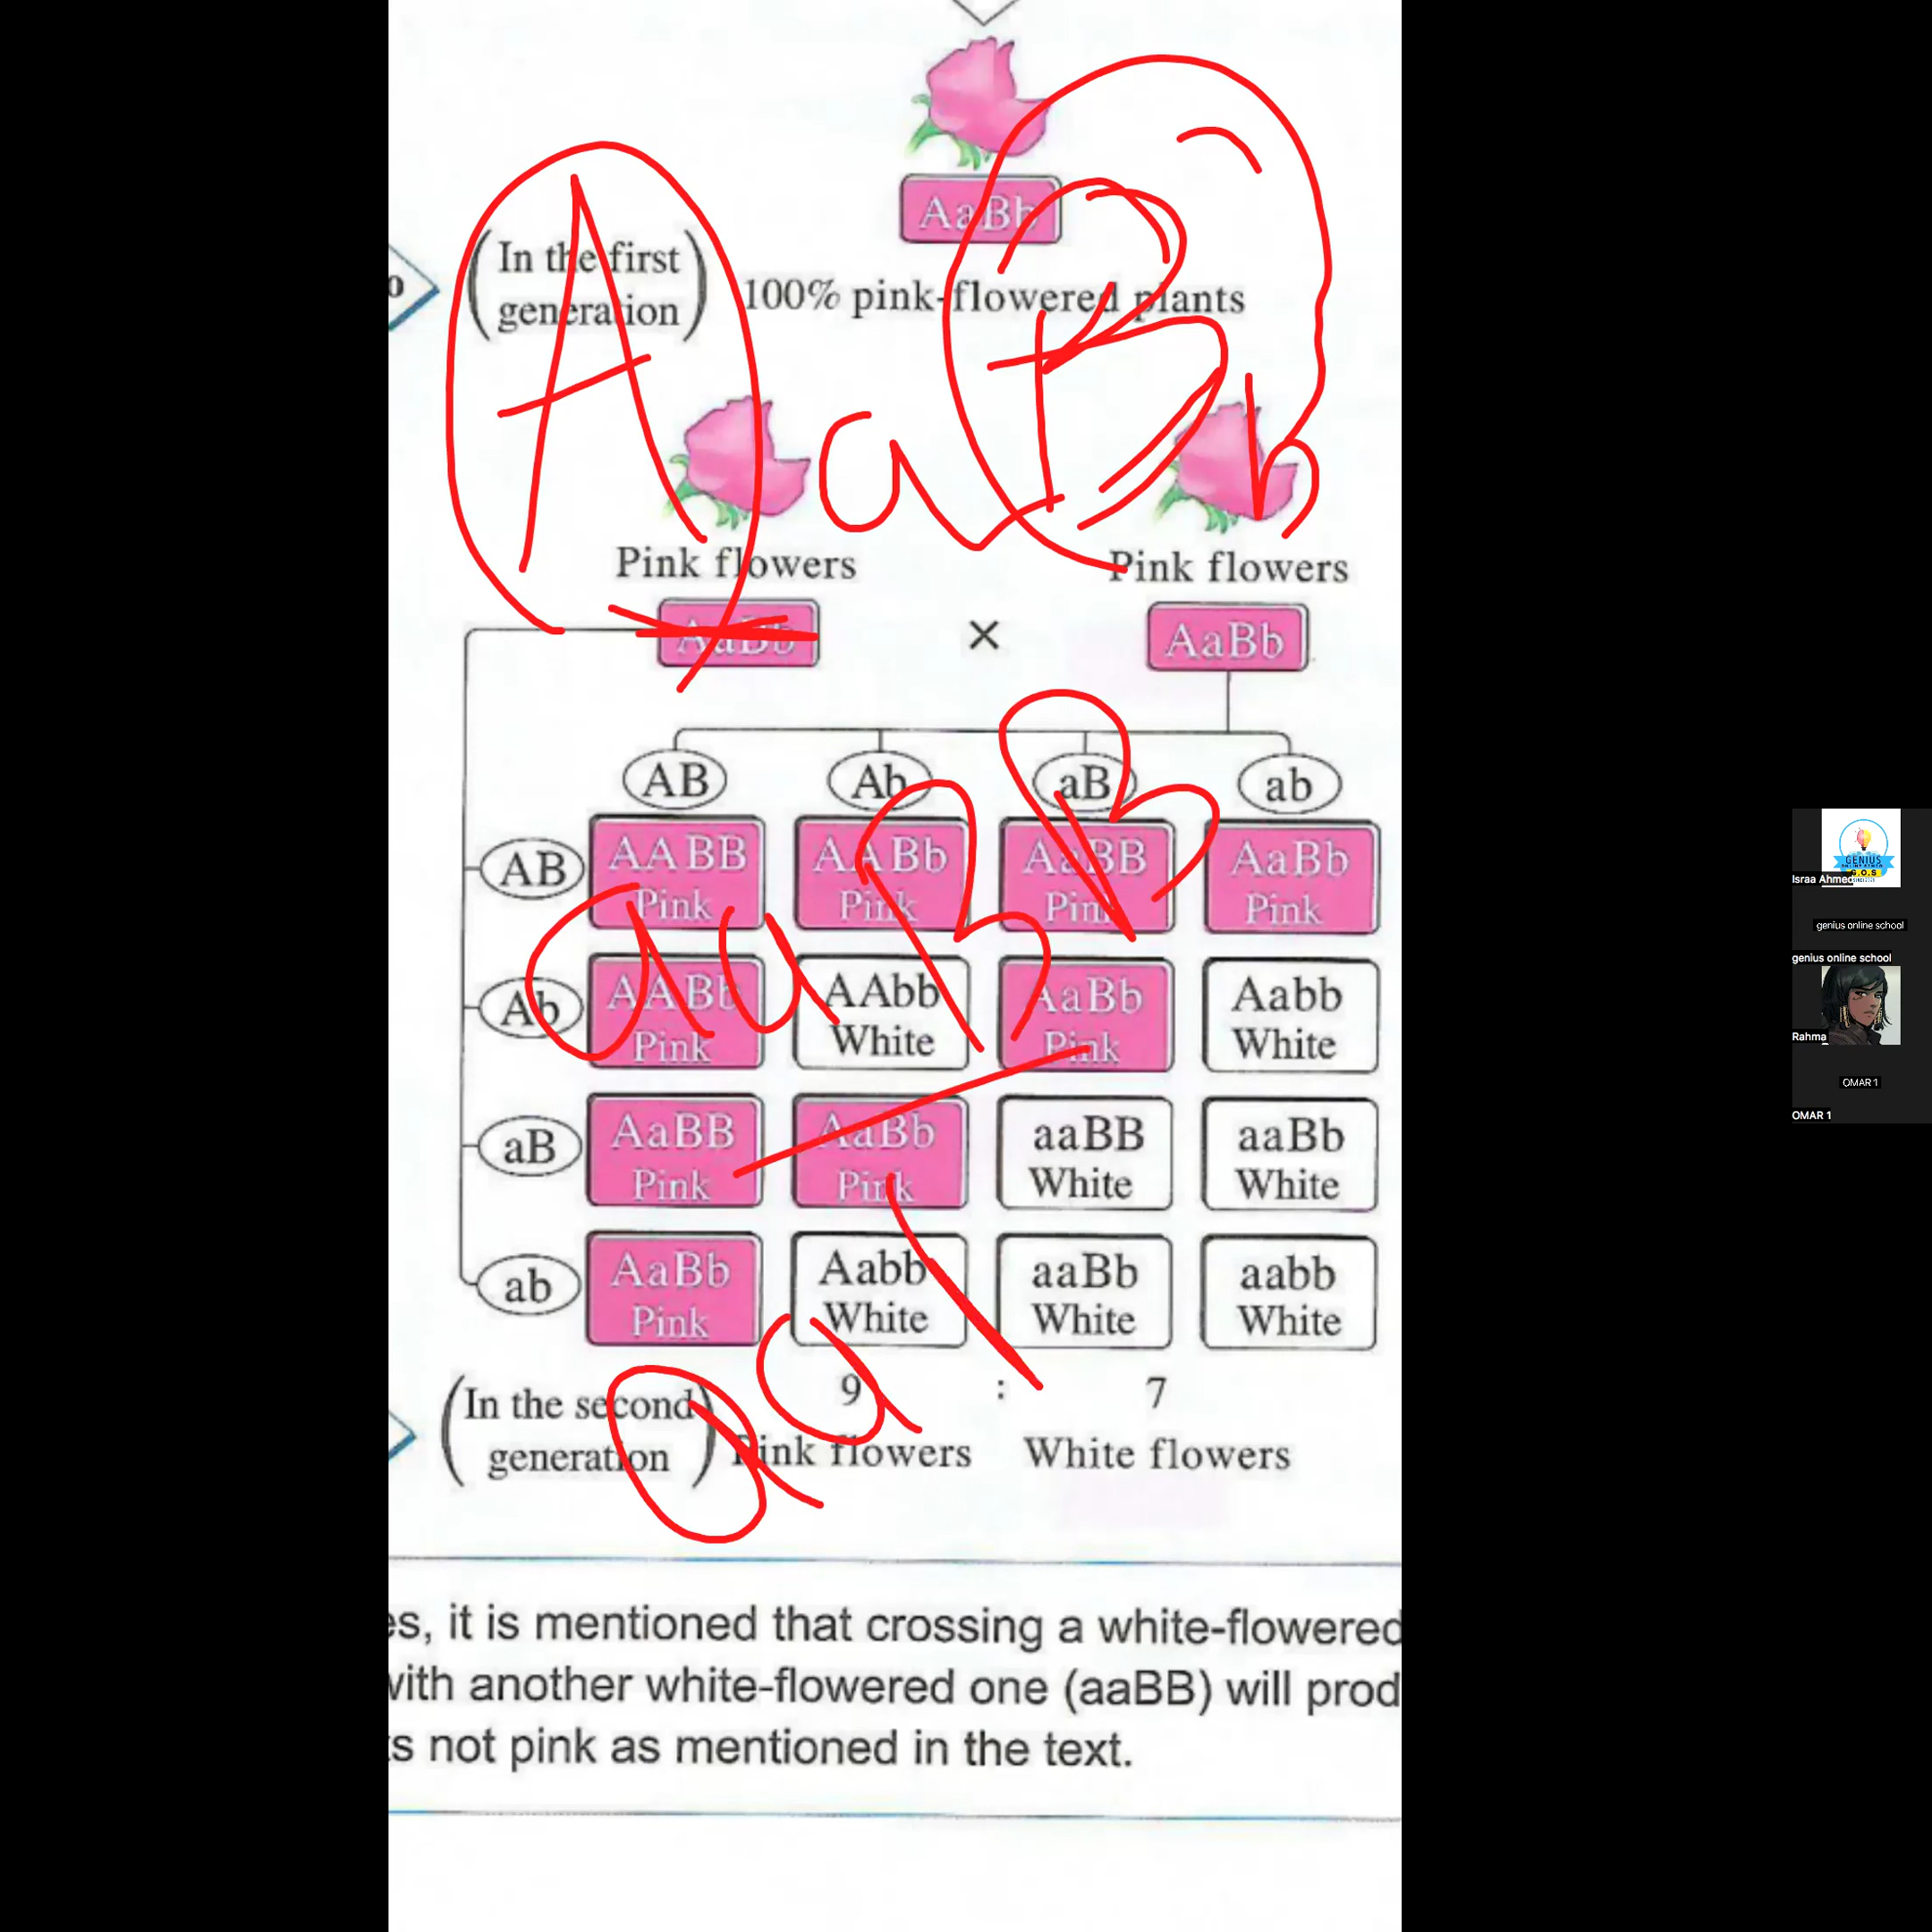 AaBb
(In the first generation)
100% pink-flowered plants
A a B b
Pink flowers
Pink flowers
AaBb × AaBb
AB Ab aB ab
AB AABB Pink AABb Pink AaBB Pink AaBb Pink
Ab AABb Pink AAbb White AaBb Pink Aabb White
aB AaBB Pink AaBb Pink aaBB White aaBb White
ab AaBb Pink Aabb White aaBb White aabb White
(In the second generation)
9 : 7
Pink flowers White flowers
it is mentioned that crossing a white-flowered
with another white-flowered one (aaBB) will prod
not pink as mentioned in the text.
GENIUS
G.O.S
Israa Ahmed
genius online school
genius online school
Rahma
OMAR 1
OMAR 1